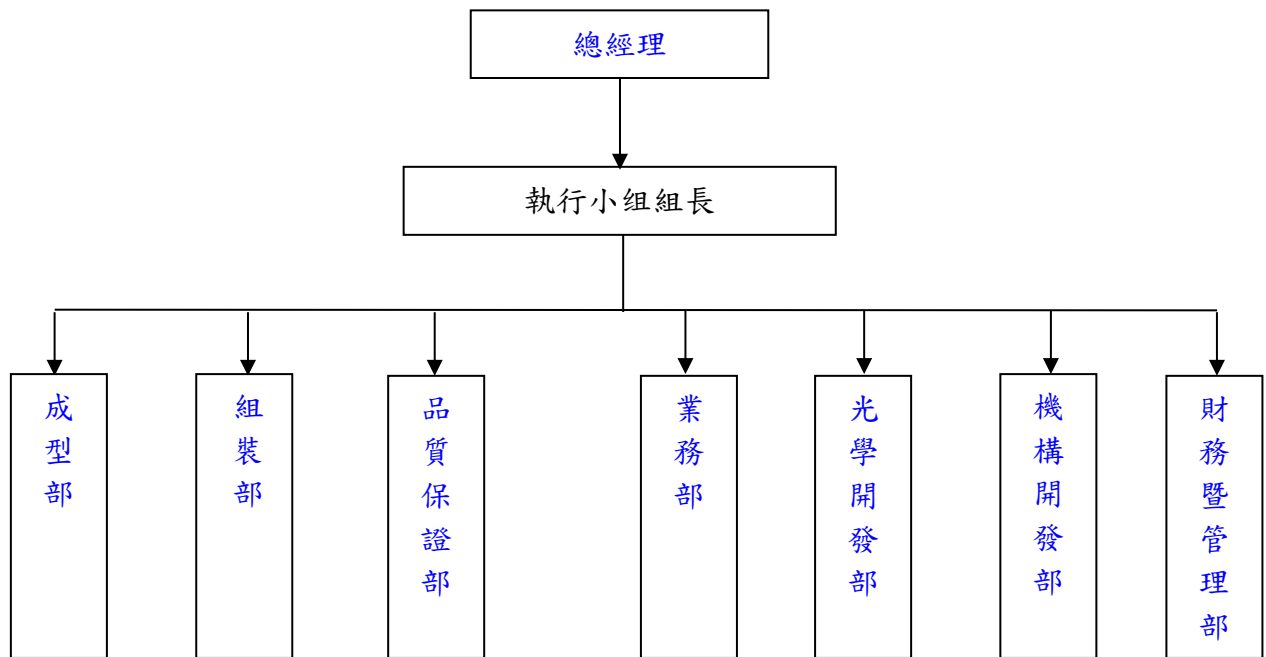 總經理
執行小组組長
成型部
組裝部
品質保證部
業務部
光學開發部
機構開發部
財務暨管理部